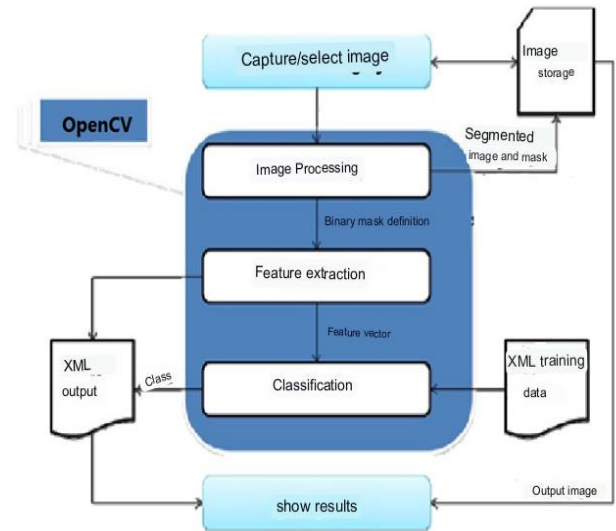 Capture/select image
Image
storage
OpenCV
Segmented
image and mask
Image Processing
Binary mask definition
Feature extraction
Feature vector
XML
output
Class
Classification
XML training
data
Output image
show results